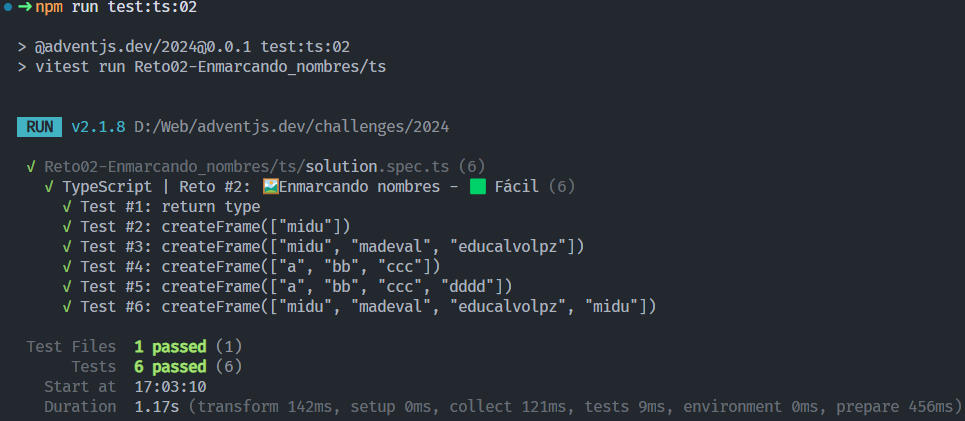 npm run test:ts:02
> @adventjs.dev/2024@0.0.1 test:ts:02
> vitest run Reto02-Enmarcando_nombres/ts
RUN v2.1.8 D:/Web/adventjs.dev/challenges/2024
✓ Reto02-Enmarcando_nombres/ts/solution.spec.ts (6)
✓ TypeScript | Reto #2: 🖼️Enmarcando nombres - 🟩 Fácil (6)
✓ Test #1: return type
✓ Test #2: createFrame(["midu"])
✓ Test #3: createFrame(["midu", "madeval", "educalvolpz"])
✓ Test #4: createFrame(["a", "bb", "ccc"])
✓ Test #5: createFrame(["a", "bb", "ccc", "dddd"])
✓ Test #6: createFrame(["midu", "madeval", "educalvolpz", "midu"])
Test Files 1 passed (1)
Tests 6 passed (6)
Start at 17:03:10
Duration 1.17s (transform 142ms, setup 0ms, collect 121ms, tests 9ms, environment 0ms, prepare 456ms)